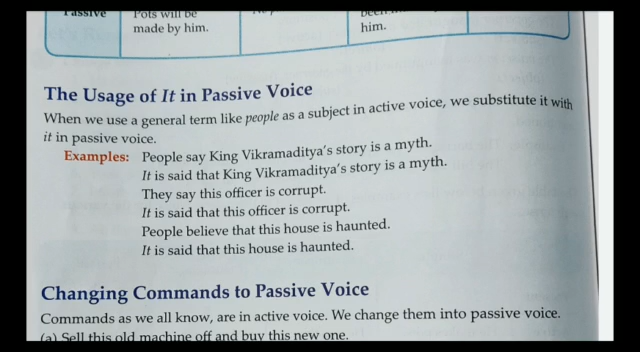 Passive
Pots will be
made by him.
him.
The Usage of It in Passive Voice
When we use a general term like people as a subject in active voice, we substitute it with
it in passive voice.
Examples: People say King Vikramaditya's story is a myth.
It is said that King Vikramaditya's story is a myth.
They say this officer is corrupt.
It is said that this officer is corrupt.
People believe that this house is haunted.
It is said that this house is haunted.
Changing Commands to Passive Voice
Commands as we all know, are in active voice. We change them into passive voice.
(a) Sell this old machine off and buy this new one.